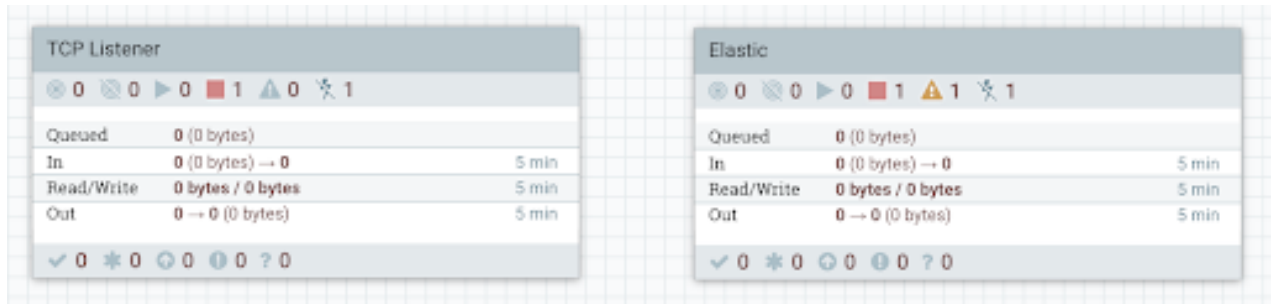 TCP Listener
0 0 0 1 0 1
Queued 0 (0 bytes)
In 0 (0 bytes) → 0 5 min
Read/Write 0 bytes / 0 bytes 5 min
Out 0 → 0 (0 bytes) 5 min
0 0 0 0 ? 0
Elastic
0 0 0 1 1 1
Queued 0 (0 bytes)
In 0 (0 bytes) → 0 5 min
Read/Write 0 bytes / 0 bytes 5 min
Out 0 → 0 (0 bytes) 5 min
0 0 0 0 ? 0